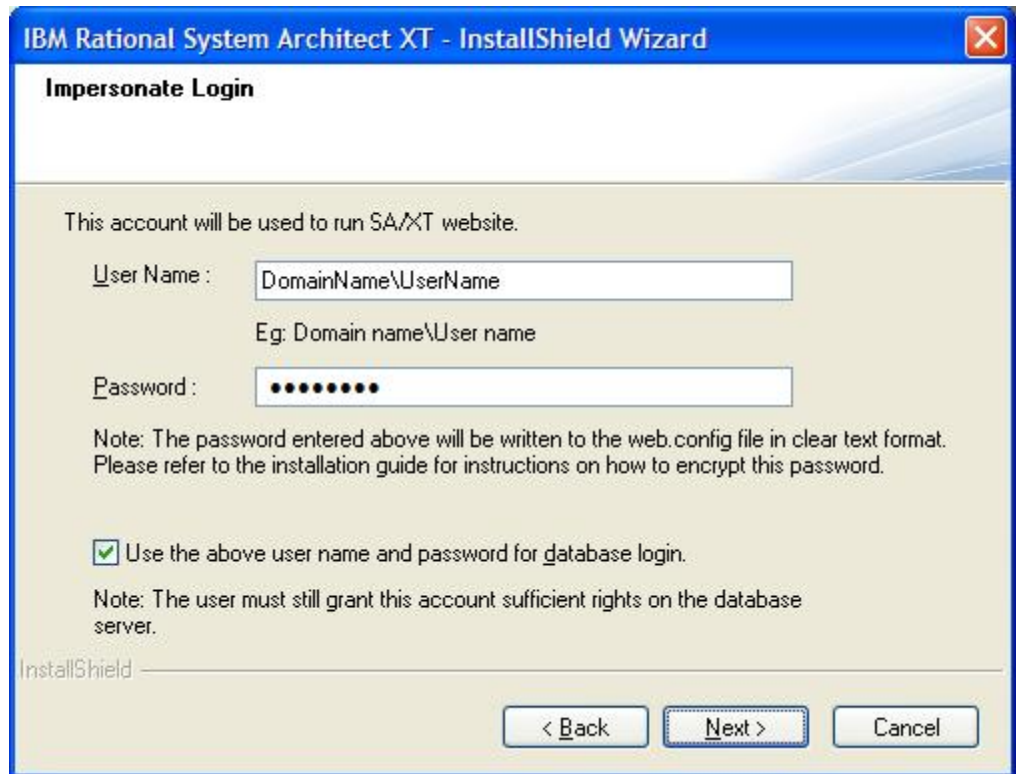 IBM Rational System Architect XT - InstallShield Wizard
Impersonate Login
This account will be used to run SA/XT website.
User Name :
DomainName\UserName
Eg: Domain name\User name
Password :
••••••••
Note: The password entered above will be written to the web.config file in clear text format.
Please refer to the installation guide for instructions on how to encrypt this password.
Use the above user name and password for database login.
Note: The user must still grant this account sufficient rights on the database
server.
InstallShield
< Back
Next >
Cancel